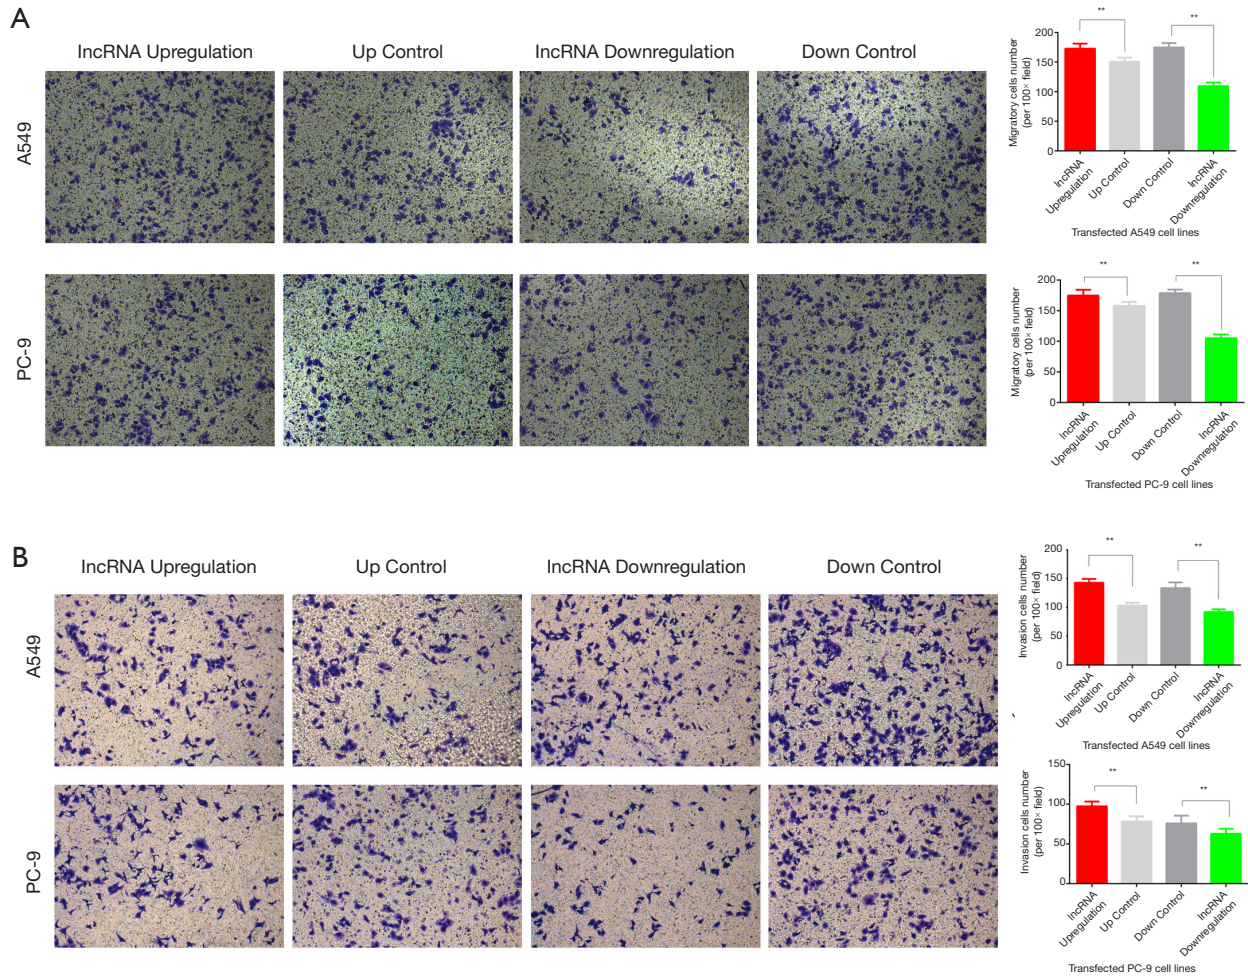 A
lncRNA Upregulation
Up Control
lncRNA Downregulation
Down Control
A549
PC-9
Migratory cells number
(per 100× field)
200
150
100
50
0
**
**
lncRNA
Upregulation
Up Control
Down Control
lncRNA
Downregulation
Transfected A549 cell lines
Migratory cells number
(per 100× field)
200
150
100
50
0
**
**
lncRNA
Upregulation
Up Control
Down Control
lncRNA
Downregulation
Transfected PC-9 cell lines
B
lncRNA Upregulation
Up Control
lncRNA Downregulation
Down Control
A549
PC-9
Invasion cells number
(per 100× field)
200
150
100
50
0
**
**
lncRNA
Upregulation
Up Control
Down Control
lncRNA
Downregulation
Transfected A549 cell lines
Invasion cells number
(per 100× field)
150
100
50
0
**
**
lncRNA
Upregulation
Up Control
Down Control
lncRNA
Downregulation
Transfected PC-9 cell lines